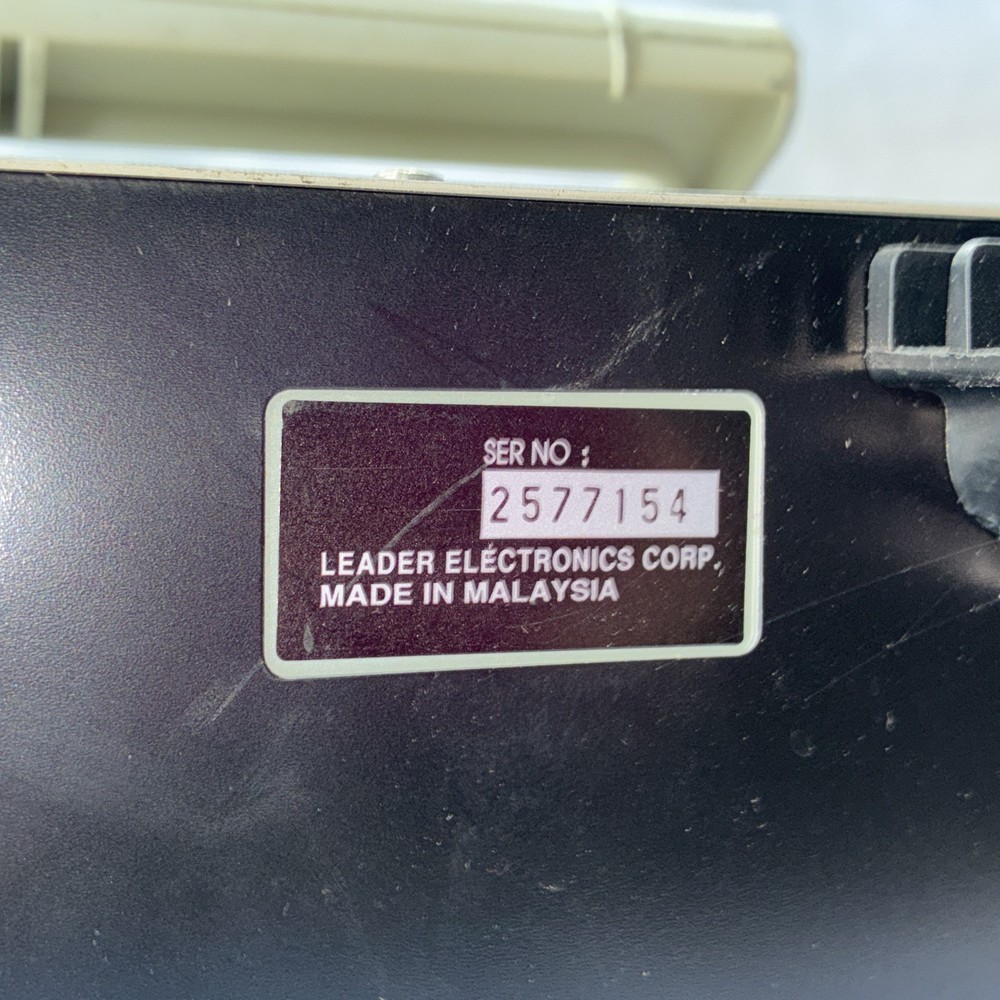 SER NO :
2577154
LEADER ELECTRONICS CORP.
MADE IN MALAYSIA